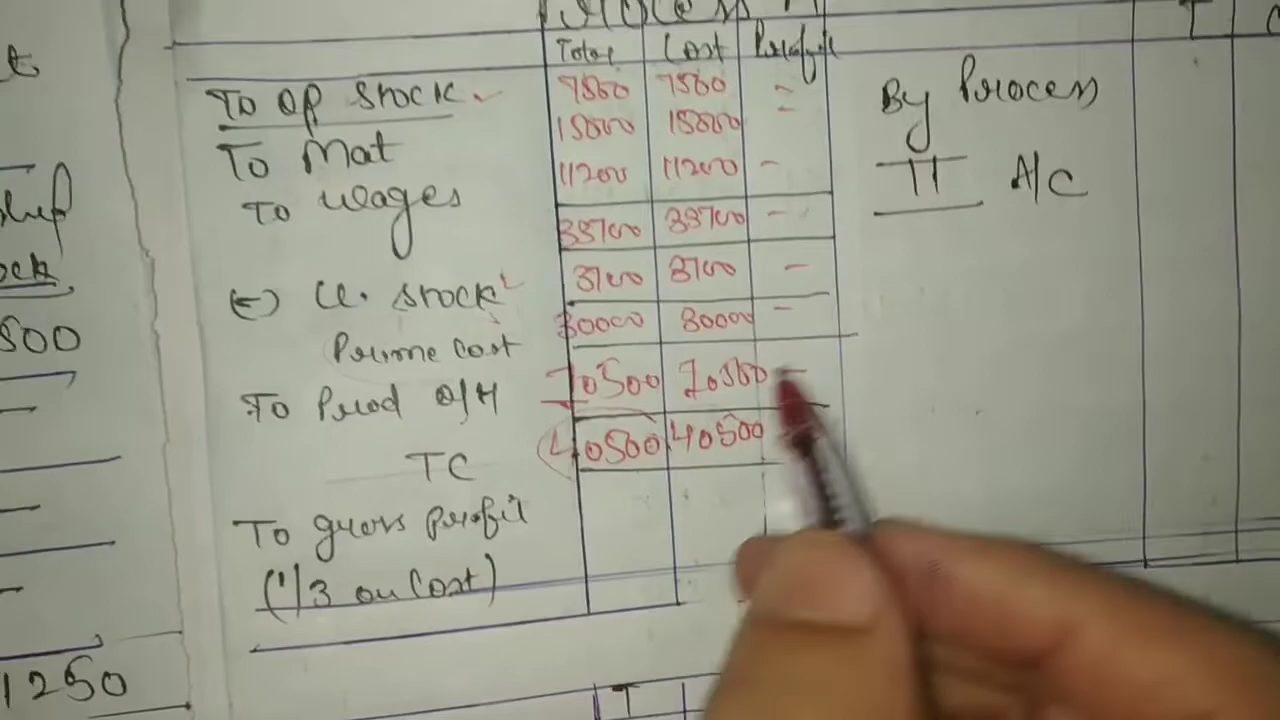 Total Cost Profit
To op stock 7500 7500 =
To Mat 15000 15000
To wages 11200 11200 -
33700 33700 -
(-) Cl. stock 3700 3700 -
Prime Cost 30000 30000 -
To Prod O/H 10500 10500 -
TC 40500 40500
To gross profit
(1/3 on Cost)
By Process
II A/C
500
1250
T
T